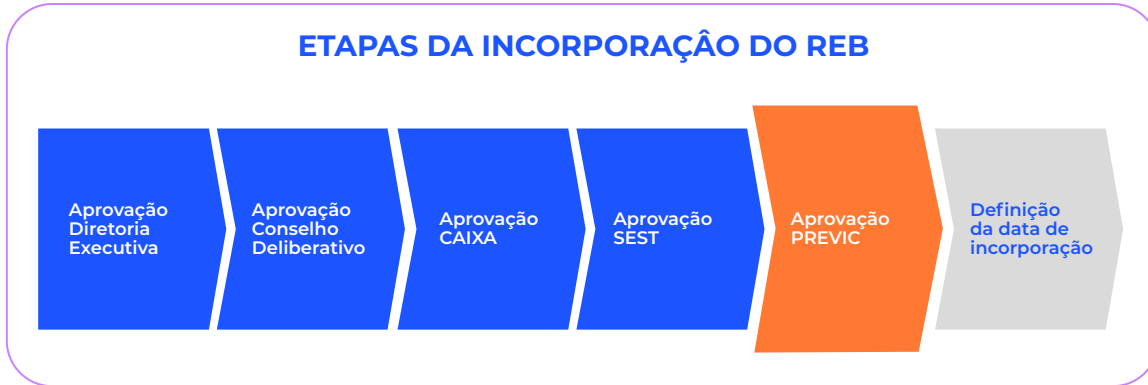 ETAPAS DA INCORPORAÇÂO DO REB
Aprovação
Diretoria
Executiva
Aprovação
Conselho
Deliberativo
Aprovação
CAIXA
Aprovação
SEST
Aprovação
PREVIC
Definição
da data de
incorporação